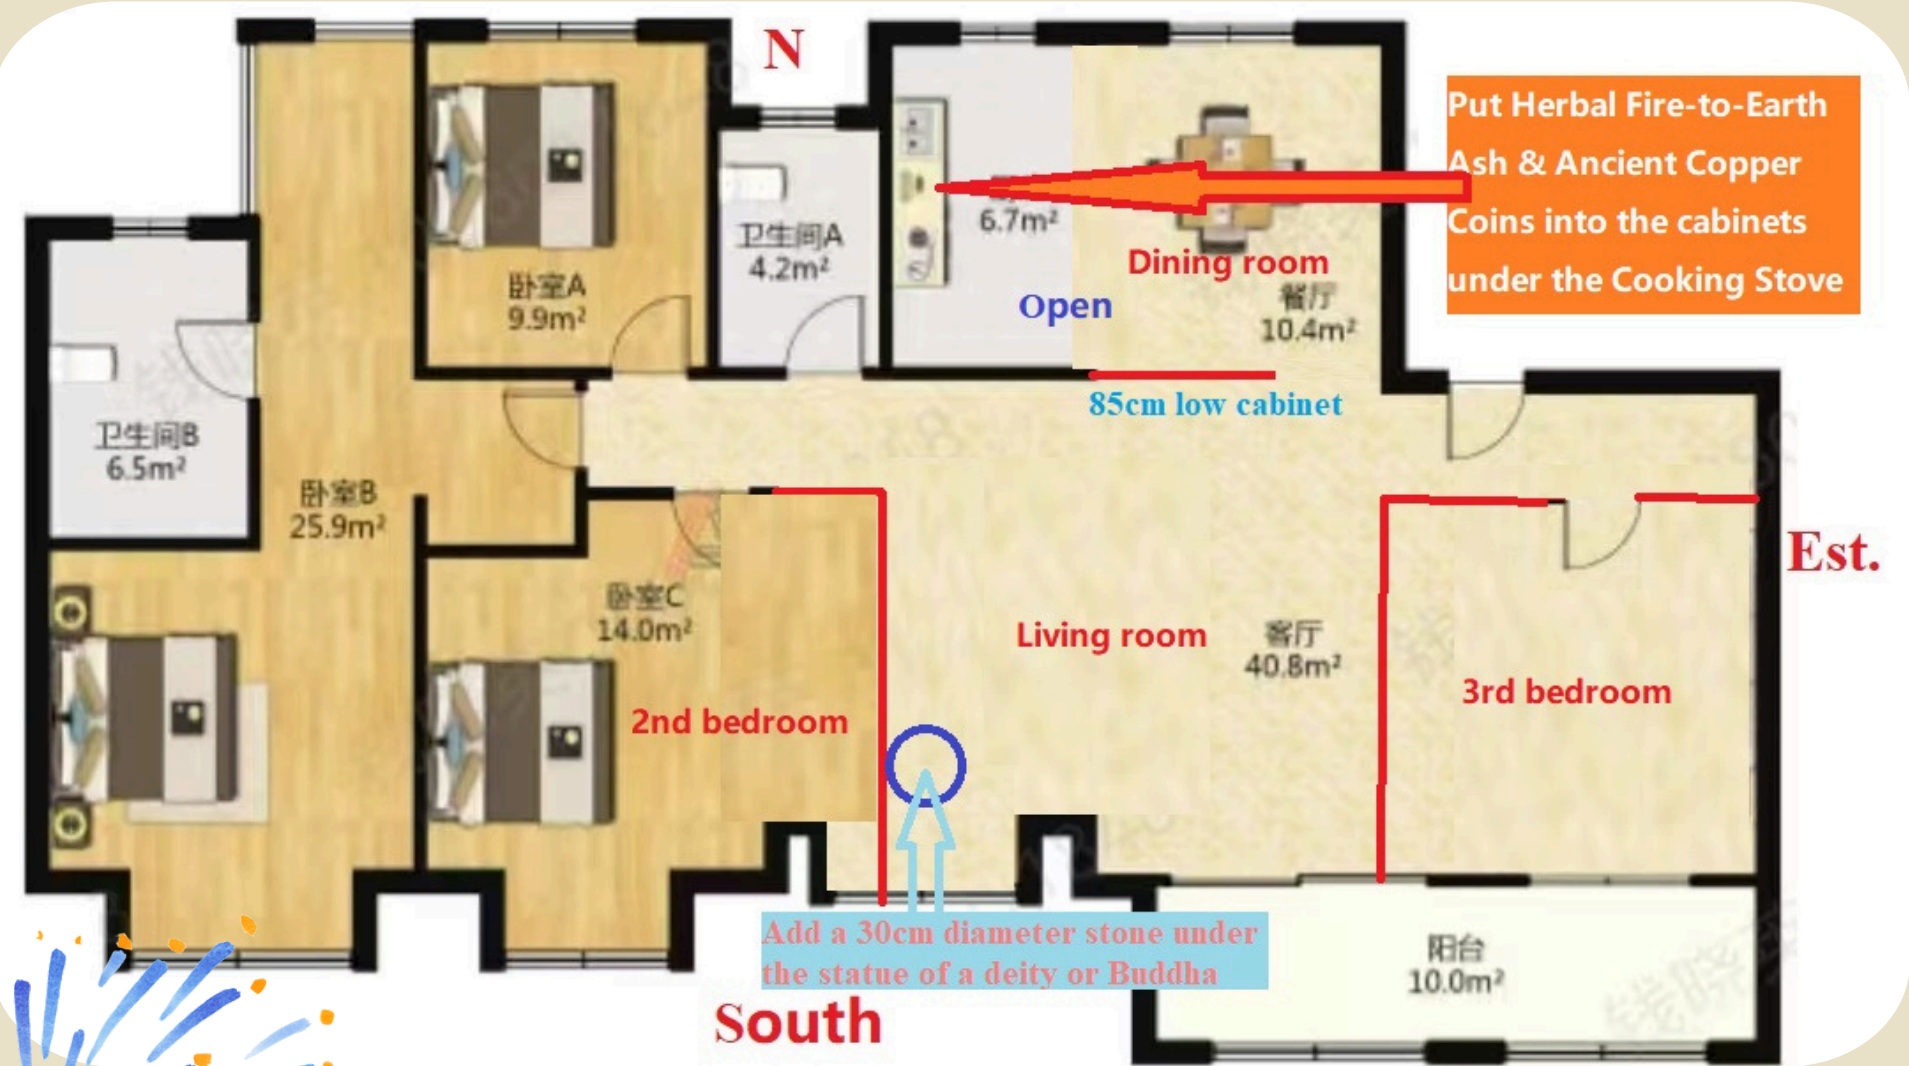 N
Put Herbal Fire-to-Earth
Ash & Ancient Copper
Coins into the cabinets
under the Cooking Stove
6.7m²
卫生间A
4.2m²
Dining room
餐厅
10.4m²
Open
卧室A
9.9m²
85cm low cabinet
卫生间B
6.5m²
卧室B
25.9m²
Est.
卧室C
14.0m²
Living room
客厅
40.8m²
3rd bedroom
2nd bedroom
Add a 30cm diameter stone under
the statue of a deity or Buddha
阳台
10.0m²
South